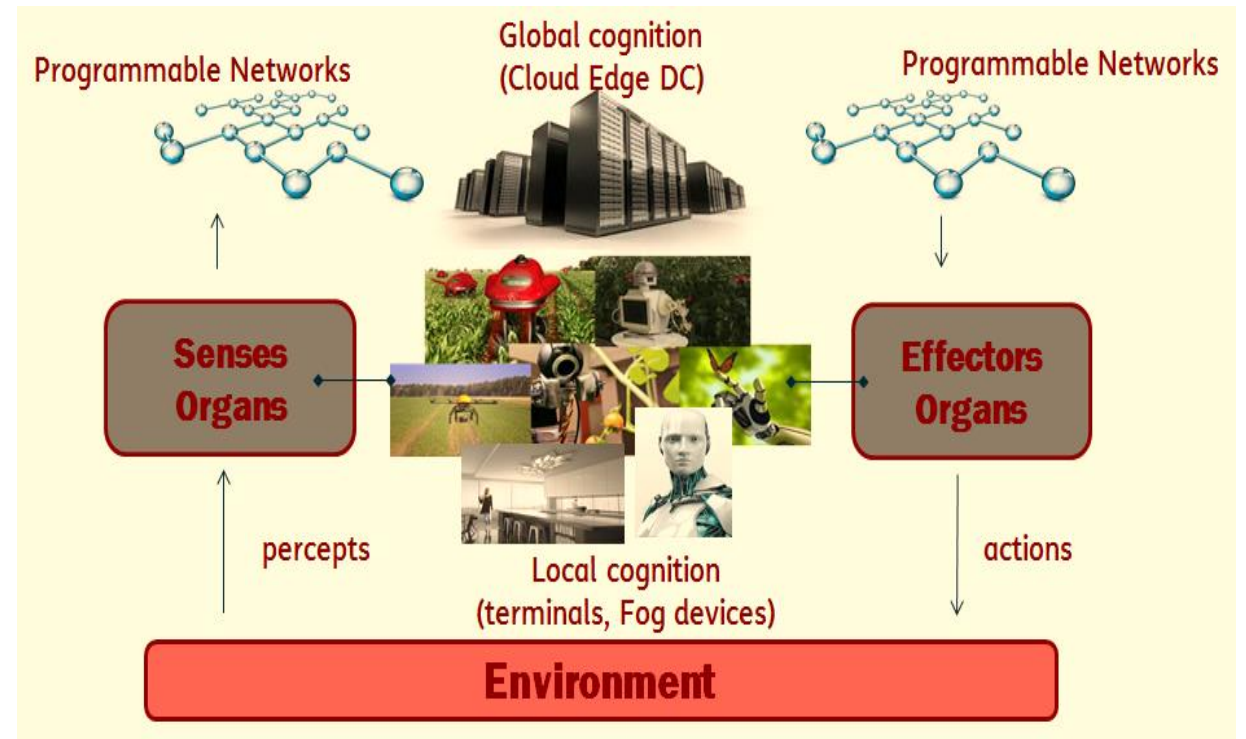 Programmable Networks
Global cognition
(Cloud Edge DC)
Programmable Networks
Senses
Organs
Effectors
Organs
percepts
actions
Local cognition
(terminals, Fog devices)
Environment